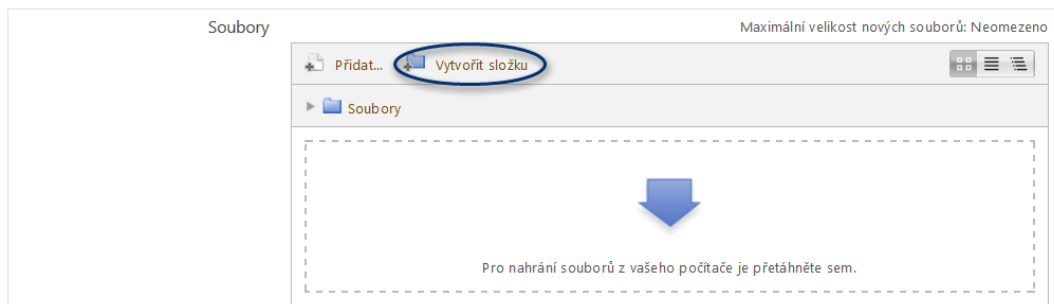 Soubory
Maximální velikost nových souborů: Neomezeno
Přidat... Vytvořit složku
Soubory
Pro nahrání souborů z vašeho počítače je přetáhněte sem.